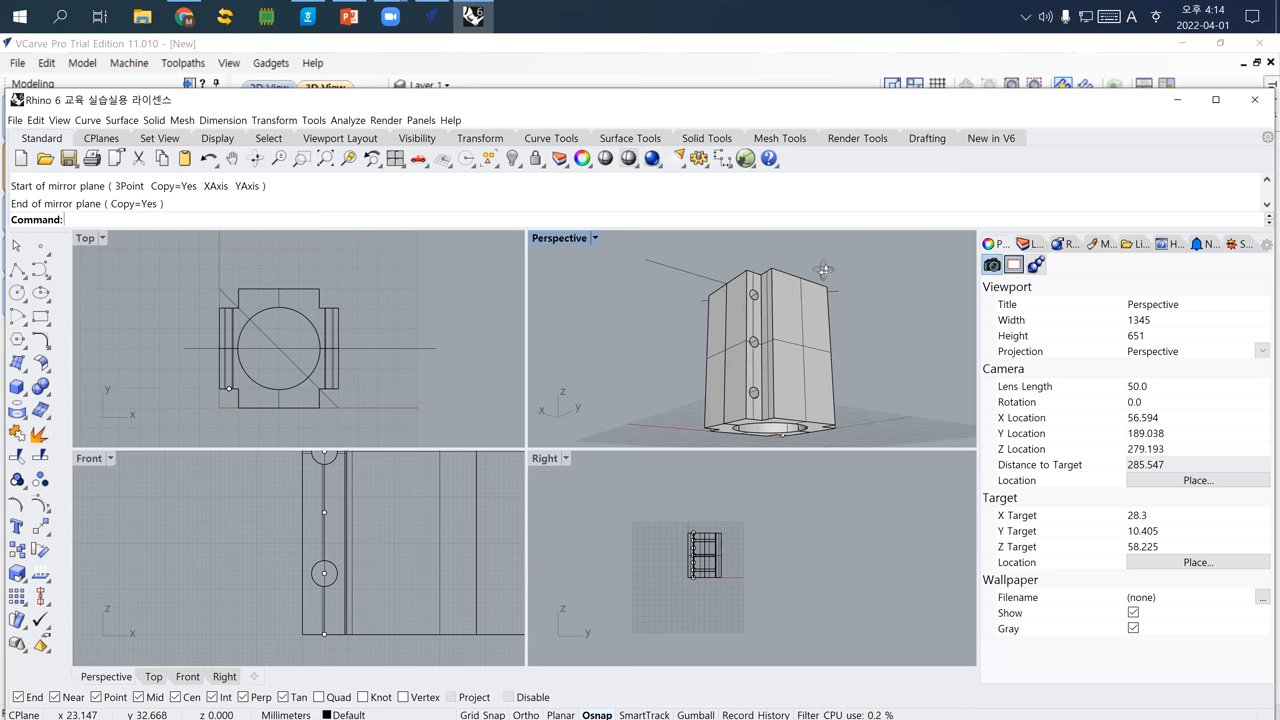 오후 4:14
A
2022-04-01
VCarve Pro Trial Edition 11.010 - [New]
File Edit Model Machine Toolpaths View Gadgets Help
Modeling
Layer 1
Rhino 6 교육 실습실용 라이센스
File Edit View Curve Surface Solid Mesh Dimension Transform Tools Analyze Render Panels Help
Standard CPlanes Set View Display Select Viewport Layout Visibility Transform Curve Tools Surface Tools Solid Tools Mesh Tools Render Tools Drafting New in V6
Start of mirror plane ( 3Point Copy=Yes XAxis YAxis )
End of mirror plane ( Copy=Yes )
Command:
Top
Perspective
P... L... R... M... Li... H... N... S...
Viewport
Title Perspective
Width 1345
Height 651
Projection Perspective
Camera
Lens Length 50.0
Rotation 0.0
X Location 56.594
Y Location 189.038
Z Location 279.193
Distance to Target 285.547
Location Place...
Target
X Target 28.3
Y Target 10.405
Z Target 58.225
Location Place...
Wallpaper
Filename (none) ...
Show
Gray
y
x
z
x
y
Front
Right
z
x
z
y
Perspective Top Front Right
End Near Point Mid Cen Int Perp Tan Quad Knot Vertex Project Disable
CPlane x 23.147 y 32.668 z 0.000 Millimeters Default Grid Snap Ortho Planar Osnap SmartTrack Gumball Record History CPU use: 0.2 %